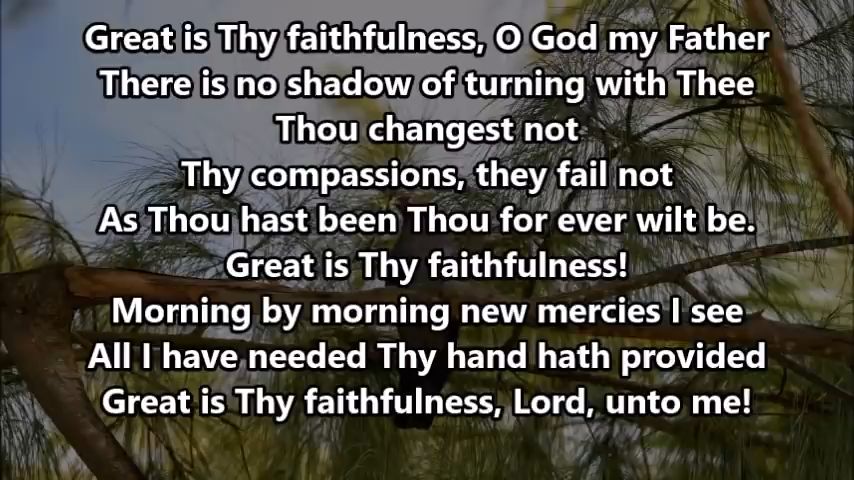 Great is Thy faithfulness, O God my Father
There is no shadow of turning with Thee
Thou changest not
Thy compassions, they fail not
As Thou hast been Thou for ever wilt be.
Great is Thy faithfulness!
Morning by morning new mercies I see
All I have needed Thy hand hath provided
Great is Thy faithfulness, Lord, unto me!